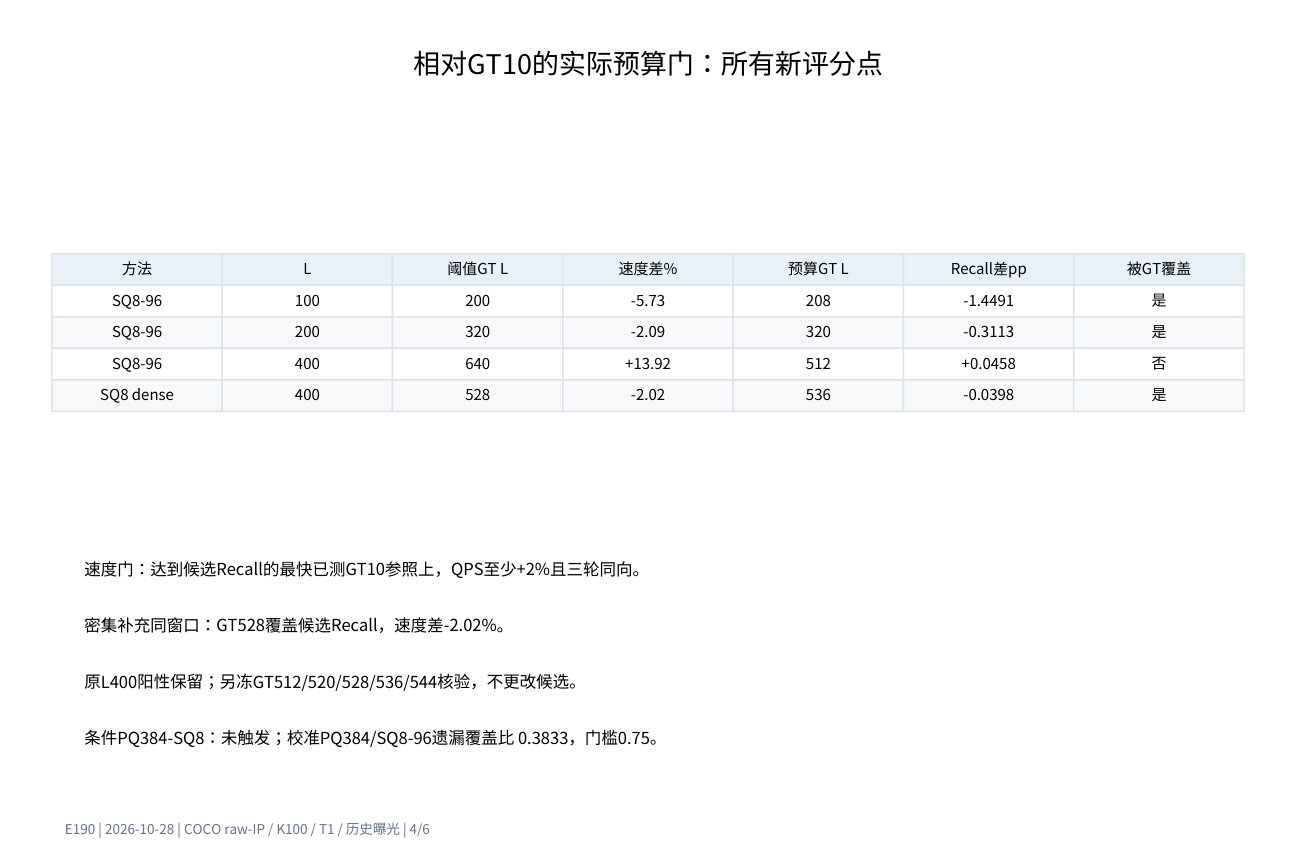 相对GT10的实际预算门：所有新评分点
方法 L 阈值GT L 速度差% 预算GT L Recall差pp 被GT覆盖
SQ8-96 100 200 -5.73 208 -1.4491 是
SQ8-96 200 320 -2.09 320 -0.3113 是
SQ8-96 400 640 +13.92 512 +0.0458 否
SQ8 dense 400 528 -2.02 536 -0.0398 是
速度门：达到候选Recall的最快已测GT10参照上，QPS至少+2%且三轮同向。
密集补充同窗口：GT528覆盖候选Recall，速度差-2.02%。
原L400阳性保留；另冻GT512/520/528/536/544核验，不更改候选。
条件PQ384-SQ8：未触发；校准PQ384/SQ8-96遗漏覆盖比 0.3833，门槛0.75。
E190 | 2026-10-28 | COCO raw-IP / K100 / T1 / 历史曝光 | 4/6